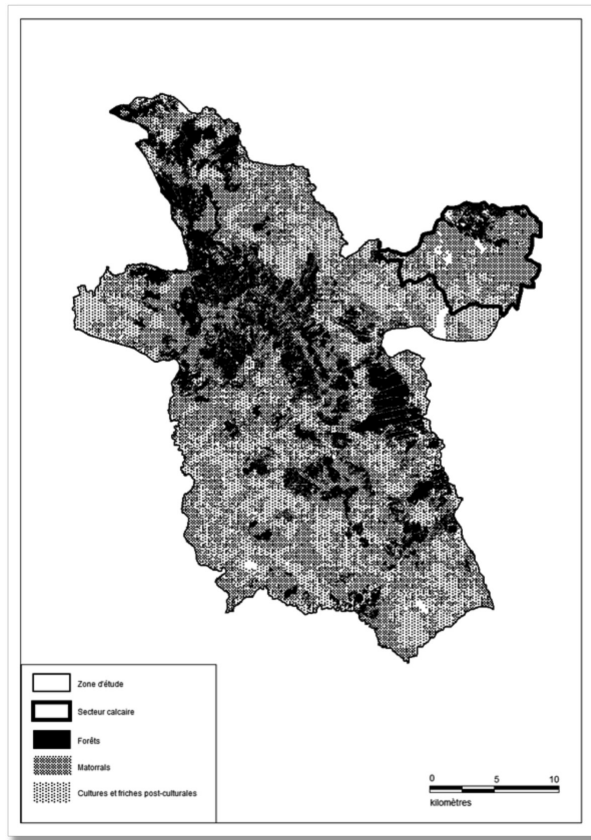 Zone d'étude
Secteur calcaire
Forêts
Matorrals
Cultures et friches post-culturales
0 5 10
kilomètres